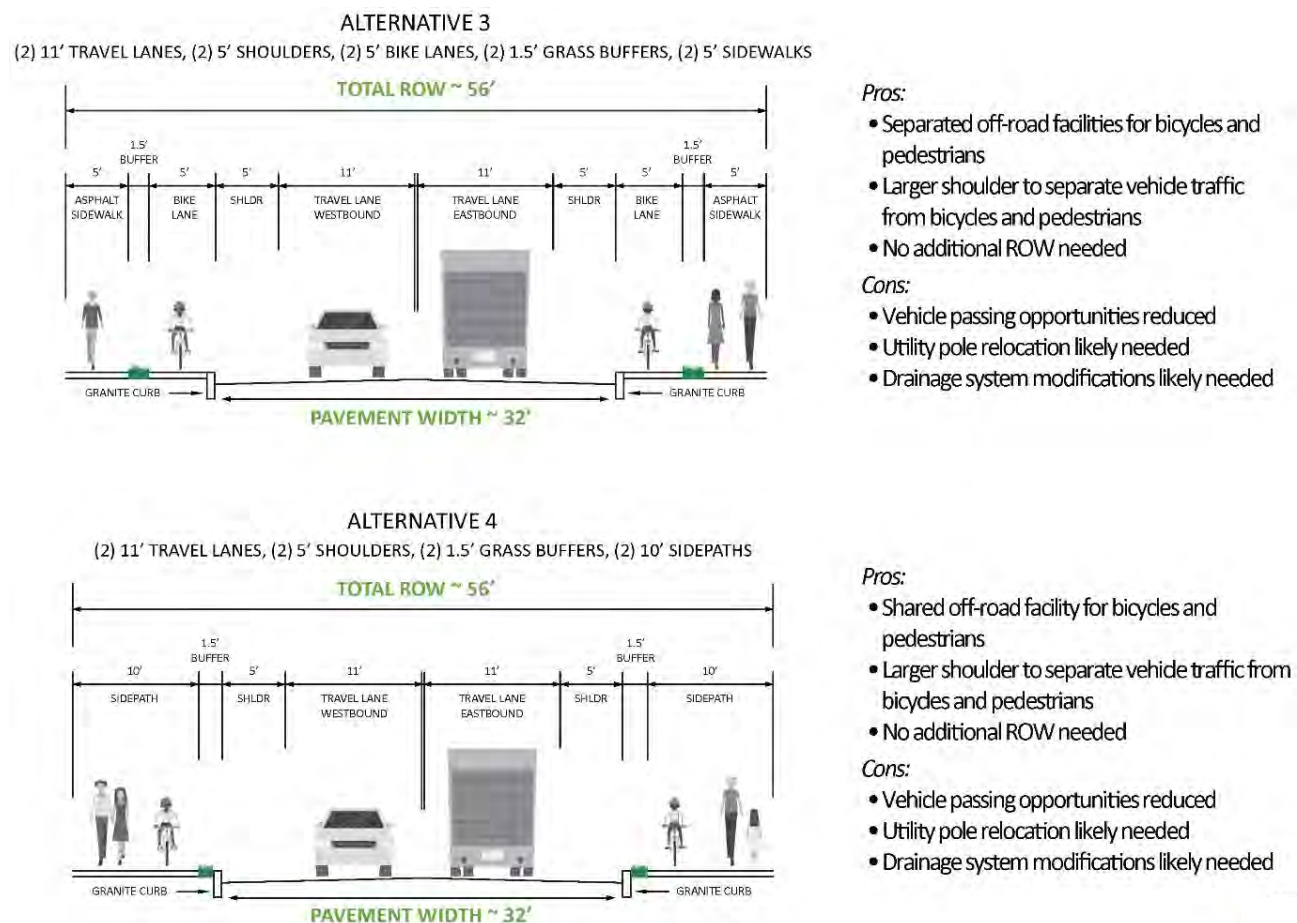 ALTERNATIVE 3
(2) 11' TRAVEL LANES, (2) 5' SHOULDERS, (2) 5' BIKE LANES, (2) 1.5' GRASS BUFFERS, (2) 5' SIDEWALKS
TOTAL ROW ~ 56'
1.5'
BUFFER
1.5'
BUFFER
5'
5'
5'
11'
11'
5'
5'
5'
ASPHALT
SIDEWALK
BIKE
LANE
SHLDR
TRAVEL LANE
WESTBOUND
TRAVEL LANE
EASTBOUND
SHLDR
BIKE
LANE
ASPHALT
SIDEWALK
GRANITE CURB
GRANITE CURB
PAVEMENT WIDTH ~ 32'
Pros:
• Separated off-road facilities for bicycles and
pedestrians
• Larger shoulder to separate vehicle traffic
from bicycles and pedestrians
• No additional ROW needed
Cons:
• Vehicle passing opportunities reduced
• Utility pole relocation likely needed
• Drainage system modifications likely needed
ALTERNATIVE 4
(2) 11' TRAVEL LANES, (2) 5' SHOULDERS, (2) 1.5' GRASS BUFFERS, (2) 10' SIDEPATHS
TOTAL ROW ~ 56'
1.5'
BUFFER
1.5'
BUFFER
10'
5'
11'
11'
5'
10'
SIDEPATH
SHLDR
TRAVEL LANE
WESTBOUND
TRAVEL LANE
EASTBOUND
SHLDR
SIDEPATH
GRANITE CURB
GRANITE CURB
PAVEMENT WIDTH ~ 32'
Pros:
• Shared off-road facility for bicycles and
pedestrians
• Larger shoulder to separate vehicle traffic from
bicycles and pedestrians
• No additional ROW needed
Cons:
• Vehicle passing opportunities reduced
• Utility pole relocation likely needed
• Drainage system modifications likely needed